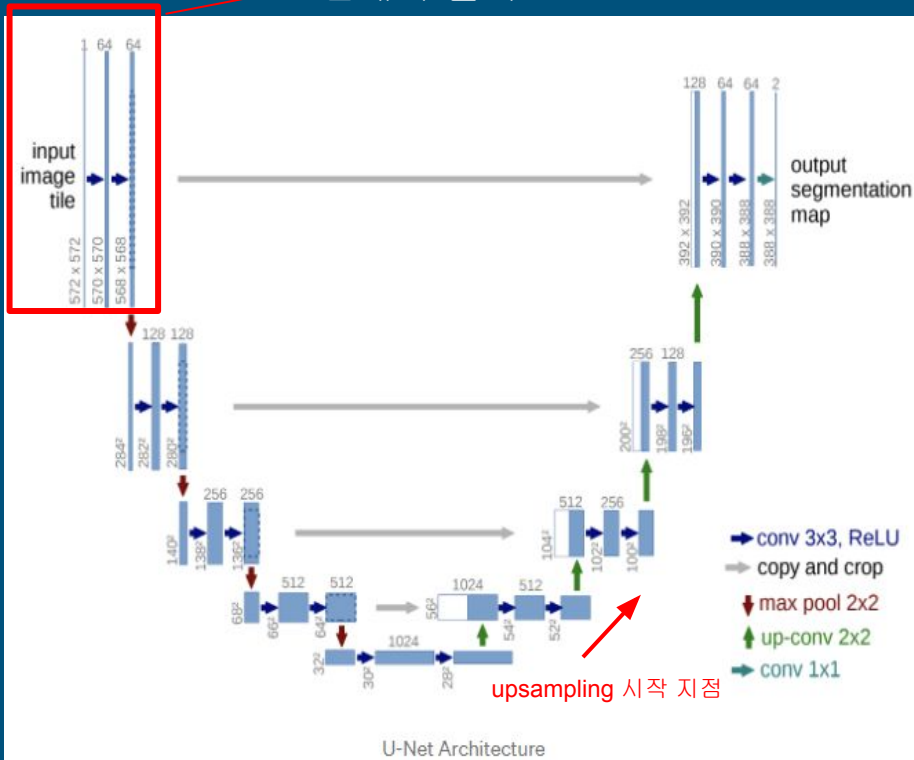 1 64 64
128 64 64 2
input
image
tile
output
segmentation
map
572 x 572
570 x 570
568 x 568
392 x 392
390 x 390
388 x 388
388 x 388
128 128
256 128
284²
282²
280²
200²
198²
196²
256 256
512 256
140²
138²
136²
104²
102²
100²
512 512
1024 512
68²
66²
64²
56²
54²
52²
1024
32²
30²
28²
conv 3x3, ReLU
copy and crop
max pool 2x2
up-conv 2x2
conv 1x1
upsampling 시작 지점
U-Net Architecture